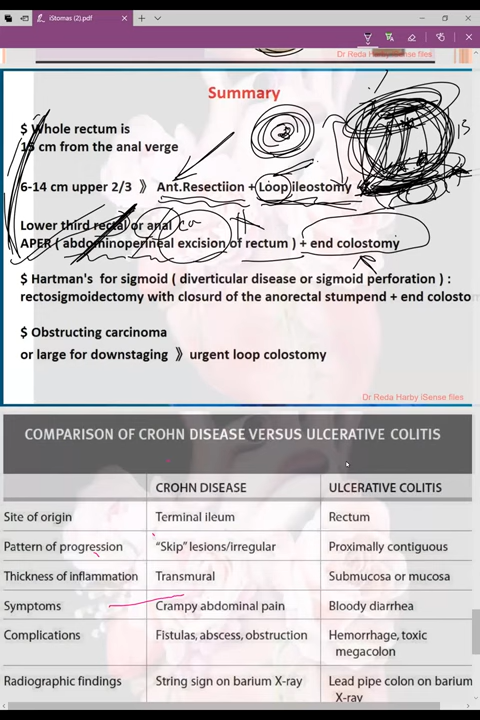 iStomas (2).pdf
Dr Reda Harby iSense files
Summary
$ Whole rectum is
15 cm from the anal verge
6-14 cm upper 2/3 》 Ant.Resectiion + Loop ileostomy
Lower third rectal or anal ca
APER ( abdominoperineal excision of rectum ) + end colostomy
$ Hartman's for sigmoid ( diverticular disease or sigmoid perforation ) :
rectosigmoidectomy with closurd of the anorectal stumpend + end colosto
$ Obstructing carcinoma
or large for downstaging 》 urgent loop colostomy
Dr Reda Harby iSense files
COMPARISON OF CROHN DISEASE VERSUS ULCERATIVE COLITIS
CROHN DISEASE ULCERATIVE COLITIS
Site of origin Terminal ileum Rectum
Pattern of progression “Skip” lesions/irregular Proximally contiguous
Thickness of inflammation Transmural Submucosa or mucosa
Symptoms Crampy abdominal pain Bloody diarrhea
Complications Fistulas, abscess, obstruction Hemorrhage, toxic
megacolon
Radiographic findings String sign on barium X-ray Lead pipe colon on barium
X-ray